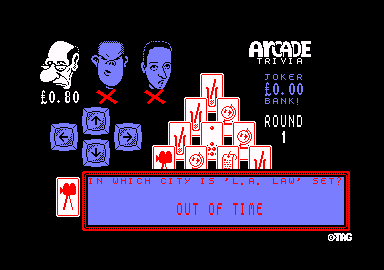 ARCADE
TRIVIA
£0.80
JOKER
£0.00
BANK!
ROUND
1
IN WHICH CITY IS 'L.A. LAW' SET?
OUT OF TIME
©TAG